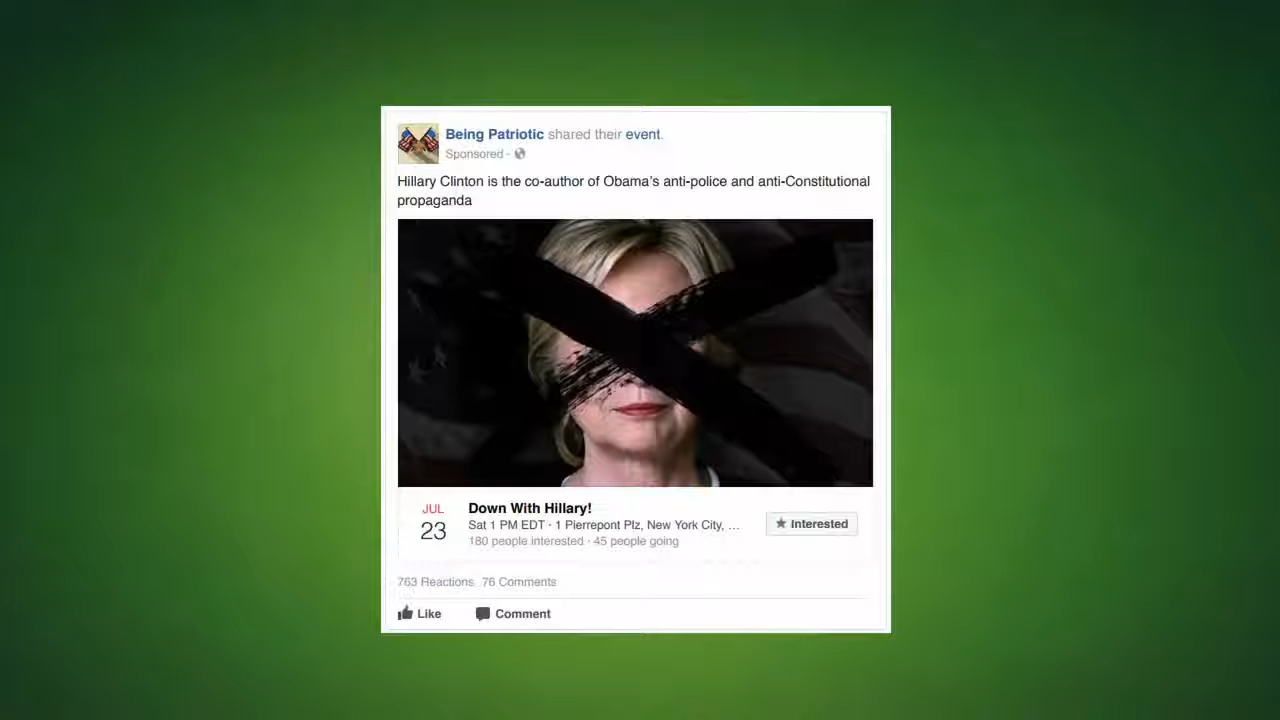 Being Patriotic shared their event.
Sponsored ·
Hillary Clinton is the co-author of Obama's anti-police and anti-Constitutional
propaganda
JUL
23
Down With Hillary!
Sat 1 PM EDT · 1 Pierrepont Plz, New York City, ...
180 people interested · 45 people going
Interested
763 Reactions 76 Comments
Like Comment